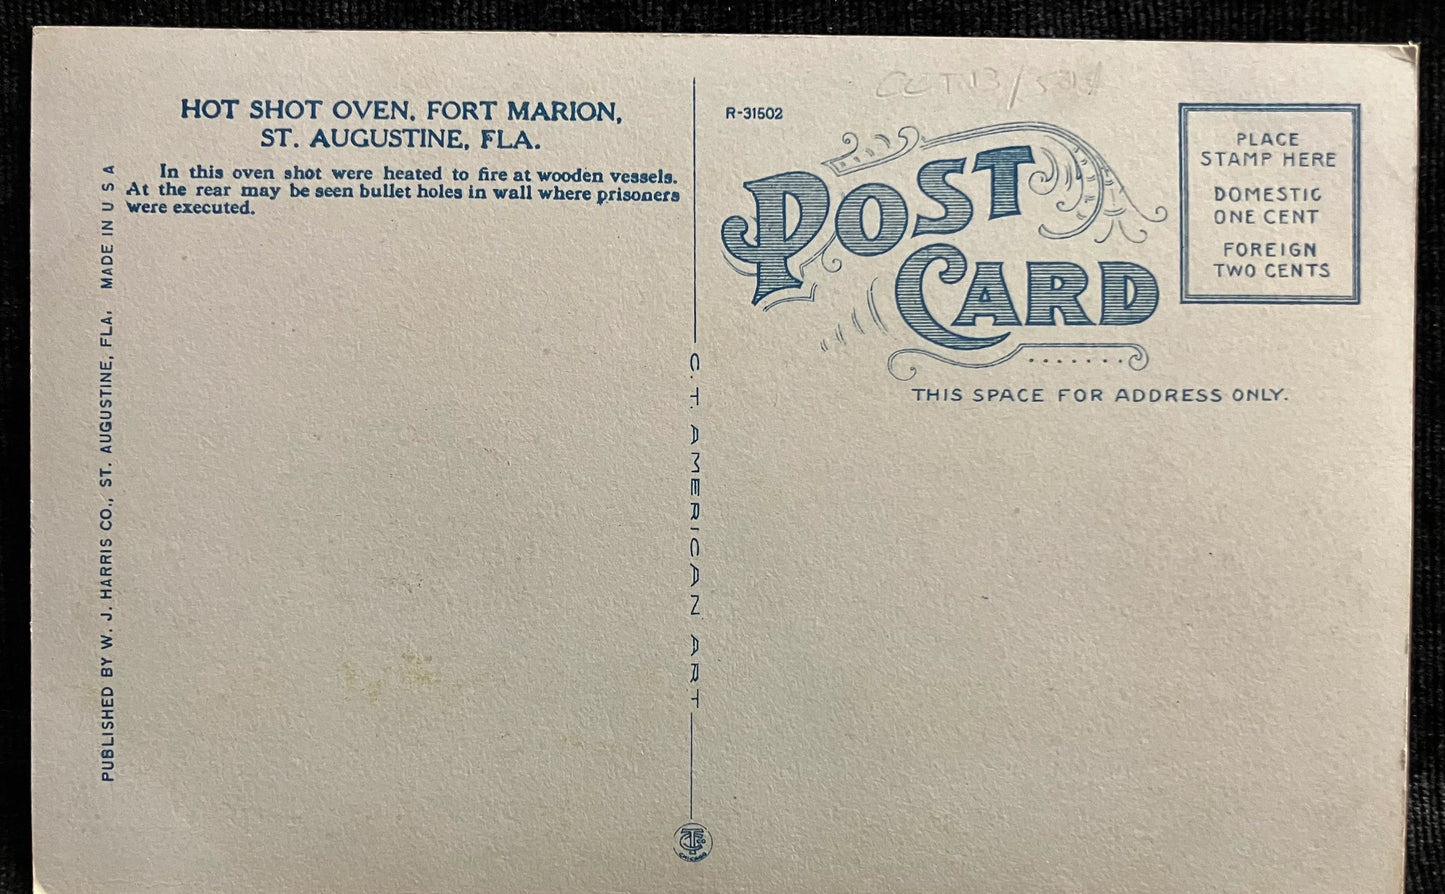 HOT SHOT OVEN, FORT MARION,
ST. AUGUSTINE, FLA.
In this oven shot were heated to fire at wooden vessels.
At the rear may be seen bullet holes in wall where prisoners
were executed.
PUBLISHED BY W. J. HARRIS CO., ST. AUGUSTINE, FLA. MADE IN U S A
C. T. AMERICAN ART
CHICAGO
R-31502
POST
CARD
PLACE
STAMP HERE
DOMESTIC
ONE CENT
FOREIGN
TWO CENTS
THIS SPACE FOR ADDRESS ONLY.